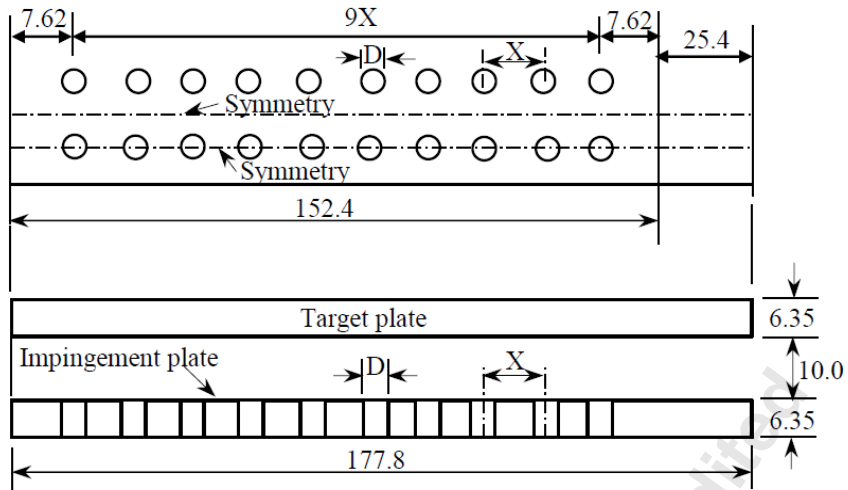 7.62
9X
7.62
25.4
D
X
Symmetry
Symmetry
152.4
Target plate
6.35
Impingement plate
D
X
10.0
6.35
177.8
dited